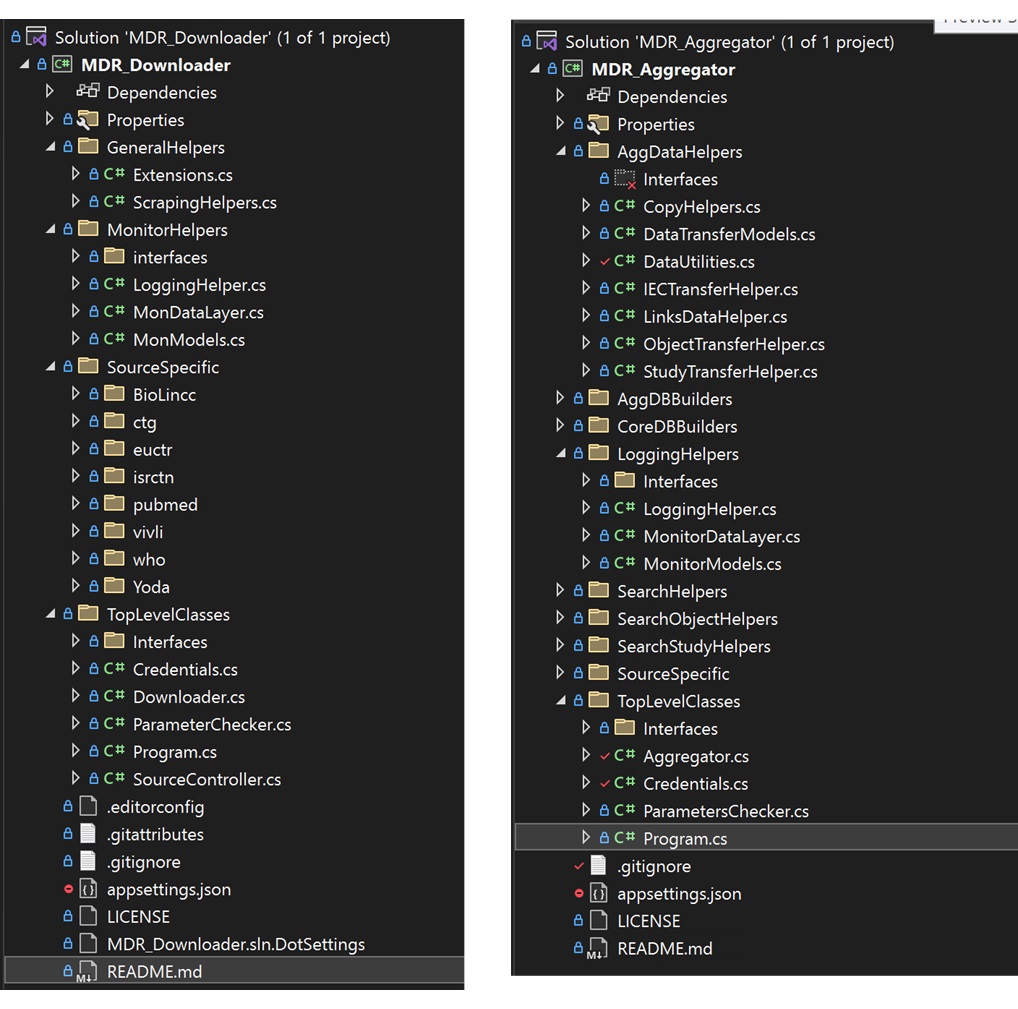 Solution 'MDR_Downloader' (1 of 1 project)
C# MDR_Downloader
Dependencies
Properties
GeneralHelpers
C# Extensions.cs
C# ScrapingHelpers.cs
MonitorHelpers
interfaces
C# LoggingHelper.cs
C# MonDataLayer.cs
C# MonModels.cs
SourceSpecific
BioLincc
ctg
euctr
isrctn
pubmed
vivli
who
Yoda
TopLevelClasses
Interfaces
C# Credentials.cs
C# Downloader.cs
C# ParameterChecker.cs
C# Program.cs
C# SourceController.cs
.editorconfig
.gitattributes
.gitignore
appsettings.json
LICENSE
MDR_Downloader.sln.DotSettings
M↓ README.md
Solution 'MDR_Aggregator' (1 of 1 project)
C# MDR_Aggregator
Dependencies
Properties
AggDataHelpers
Interfaces
C# CopyHelpers.cs
C# DataTransferModels.cs
C# DataUtilities.cs
C# IECTransferHelper.cs
C# LinksDataHelper.cs
C# ObjectTransferHelper.cs
C# StudyTransferHelper.cs
AggDBBuilders
CoreDBBuilders
LoggingHelpers
Interfaces
C# LoggingHelper.cs
C# MonitorDataLayer.cs
C# MonitorModels.cs
SearchHelpers
SearchObjectHelpers
SearchStudyHelpers
SourceSpecific
TopLevelClasses
Interfaces
C# Aggregator.cs
C# Credentials.cs
C# ParametersChecker.cs
C# Program.cs
.gitignore
appsettings.json
LICENSE
M↓ README.md